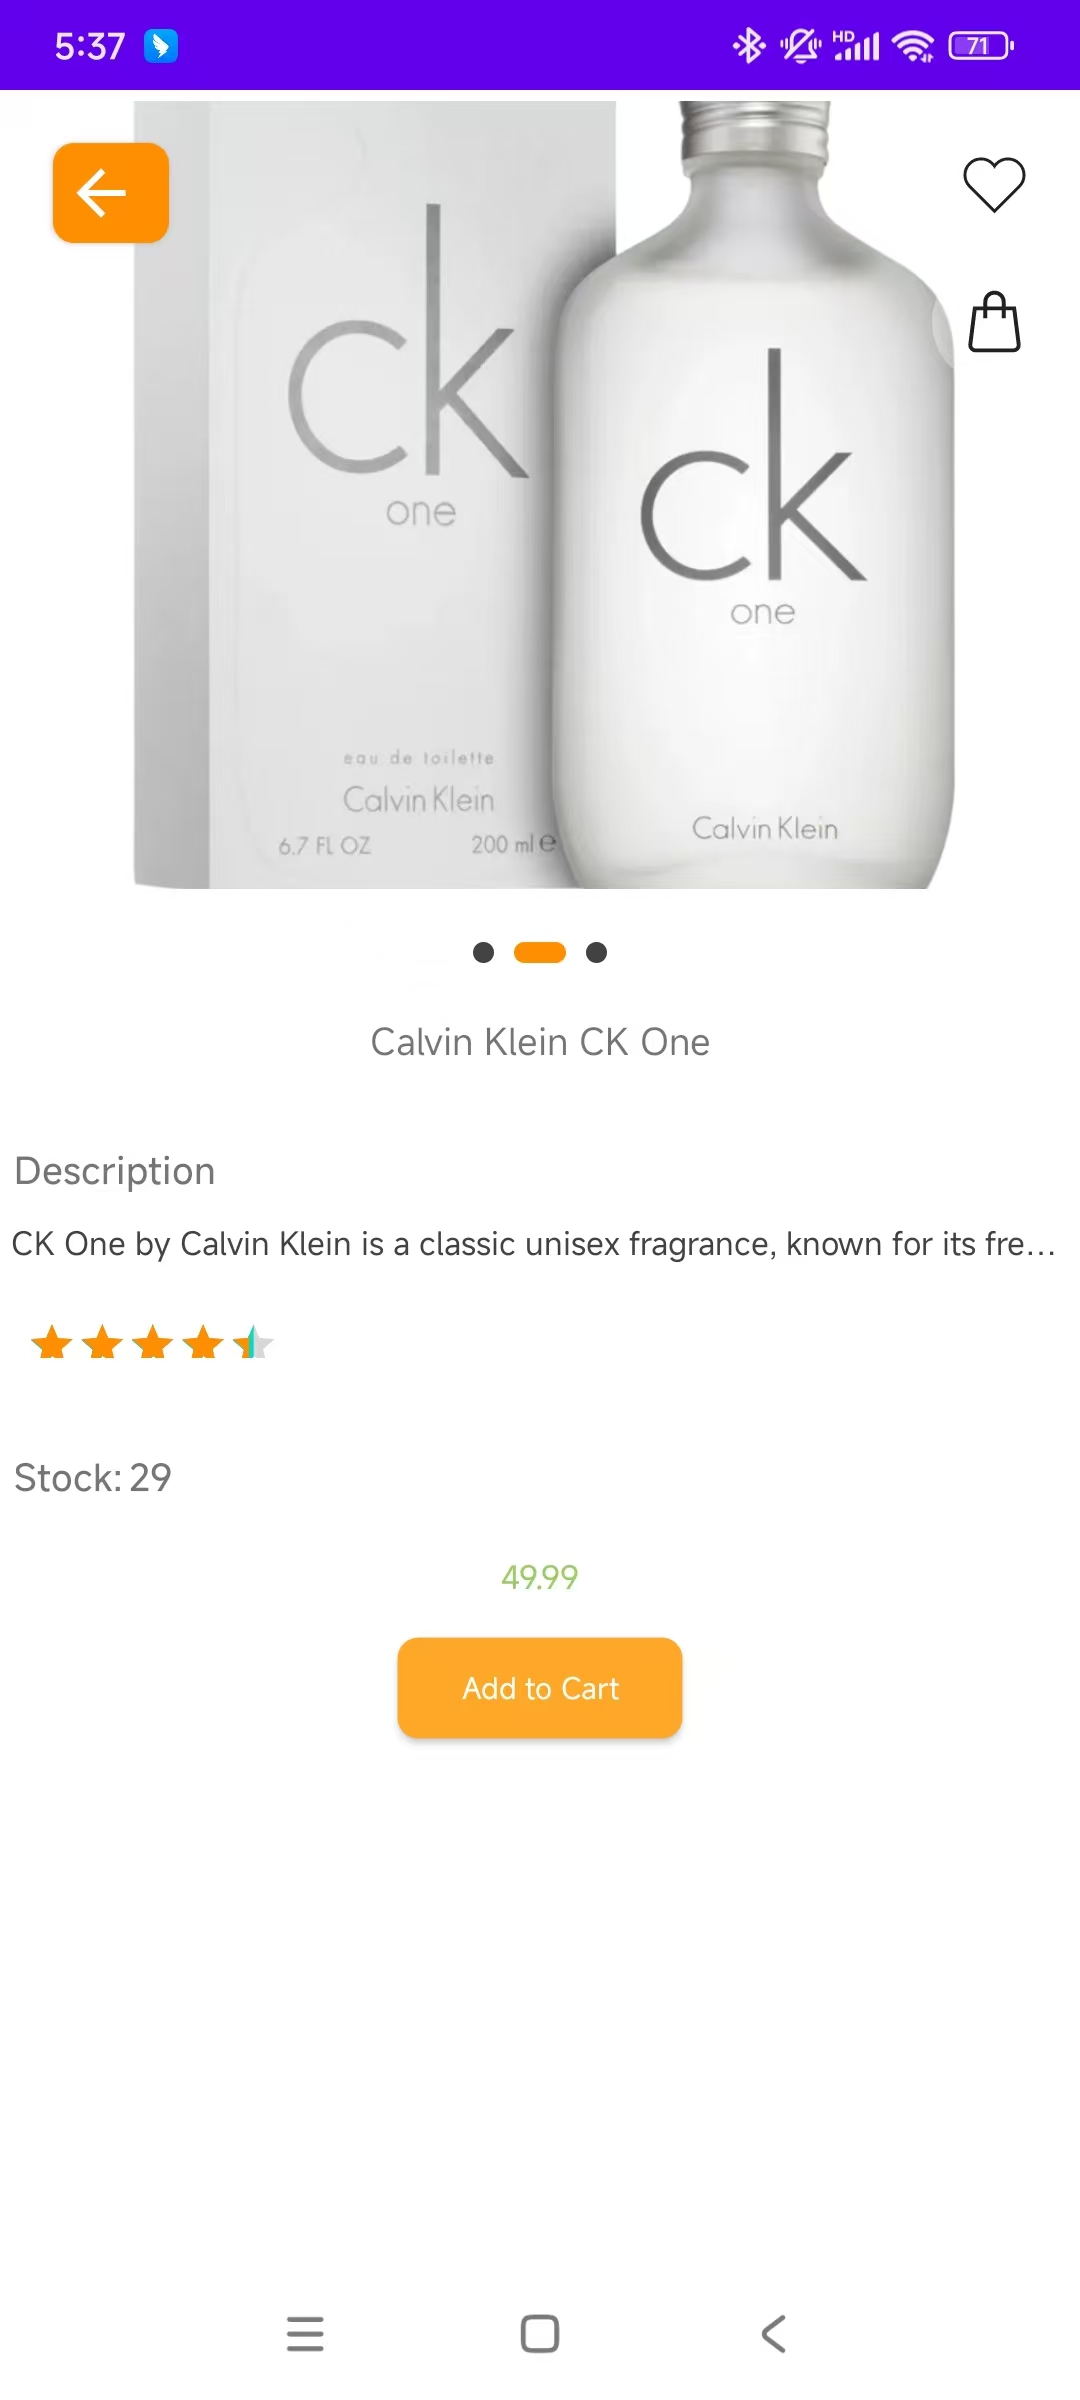 5:37
HD
71
ck
one
ck
one
eau de toilette
Calvin Klein
6.7 FL OZ 200 ml e
Calvin Klein
Calvin Klein CK One
Description
CK One by Calvin Klein is a classic unisex fragrance, known for its fre...
Stock: 29
49.99
Add to Cart